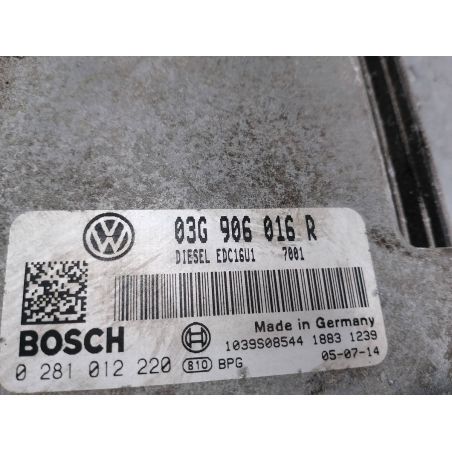 03G 906 016 R
DIESEL EDC16U1 7001
BOSCH
Made in Germany
1039S08544 1883 1239
0 281 012 220 810 BPG
05-07-14